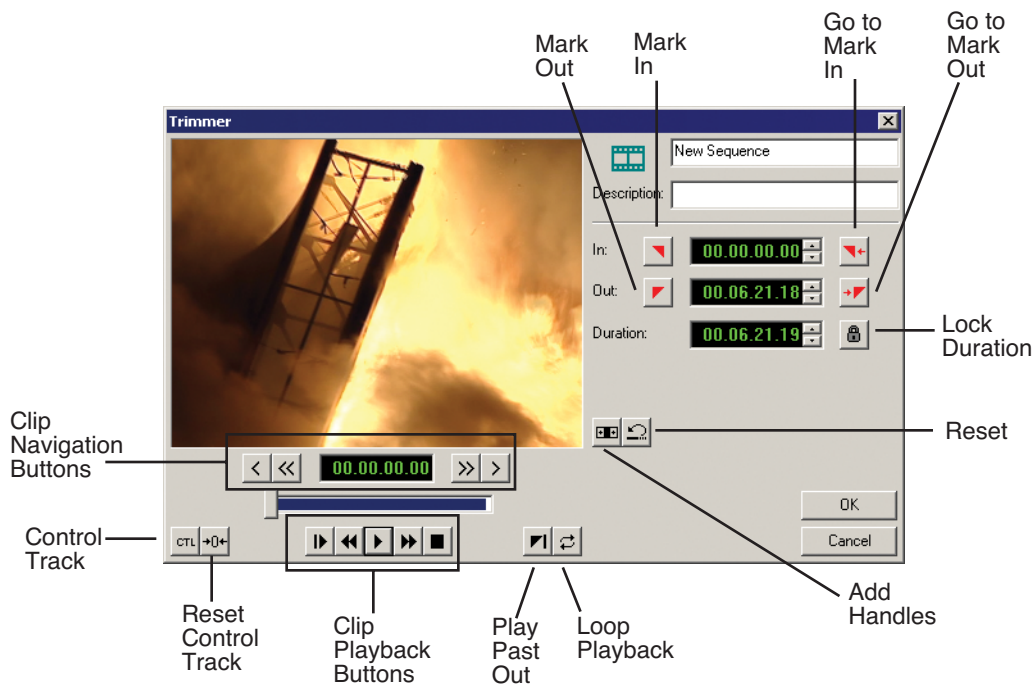 Mark
Out
Mark
In
Go to
Mark
In
Go to
Mark
Out
Trimmer
New Sequence
Description:
In:
00.00.00.00
Out:
00.06.21.18
Duration:
00.06.21.19
Lock
Duration
Clip
Navigation
Buttons
< << 00.00.00.00 >> >
Reset
OK
Control
Track
CTL →0←
Cancel
Reset
Control
Track
Clip
Playback
Buttons
Play
Past
Out
Loop
Playback
Add
Handles